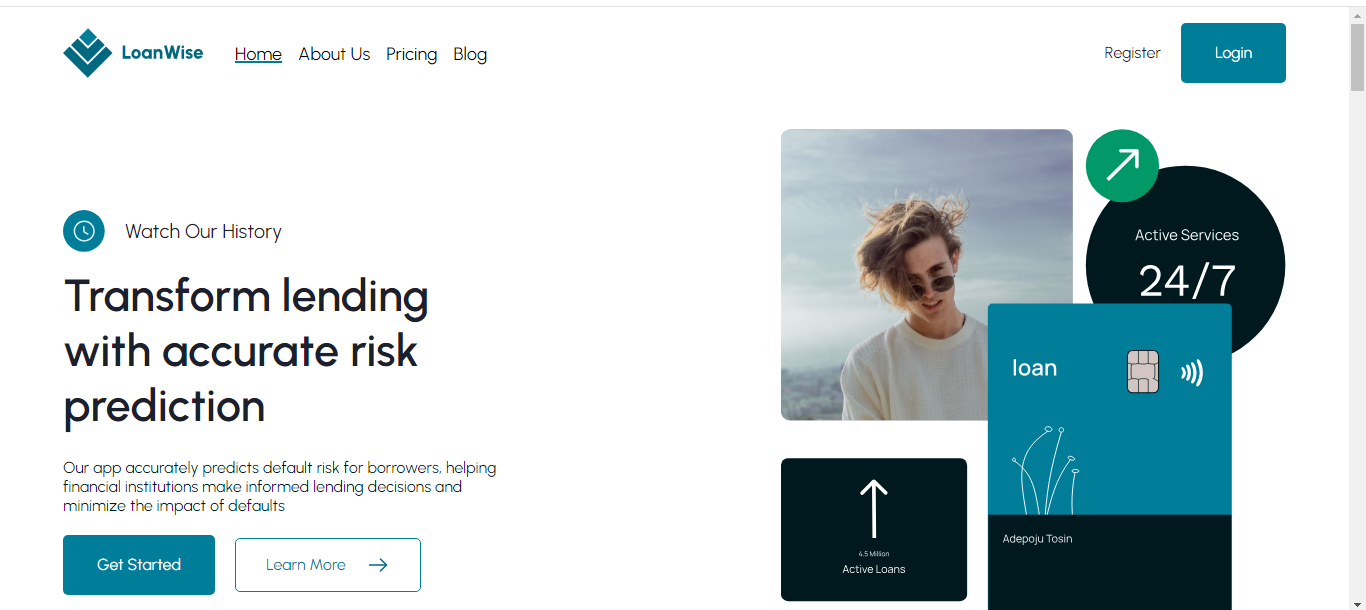 LoanWise
Home
About Us
Pricing
Blog
Register
Login
Watch Our History
Transform lending
with accurate risk
prediction
Our app accurately predicts default risk for borrowers, helping
financial institutions make informed lending decisions and
minimize the impact of defaults
Get Started
Learn More
Active Services
24/7
loan
Adepoju Tosin
4.5 Million
Active Loans